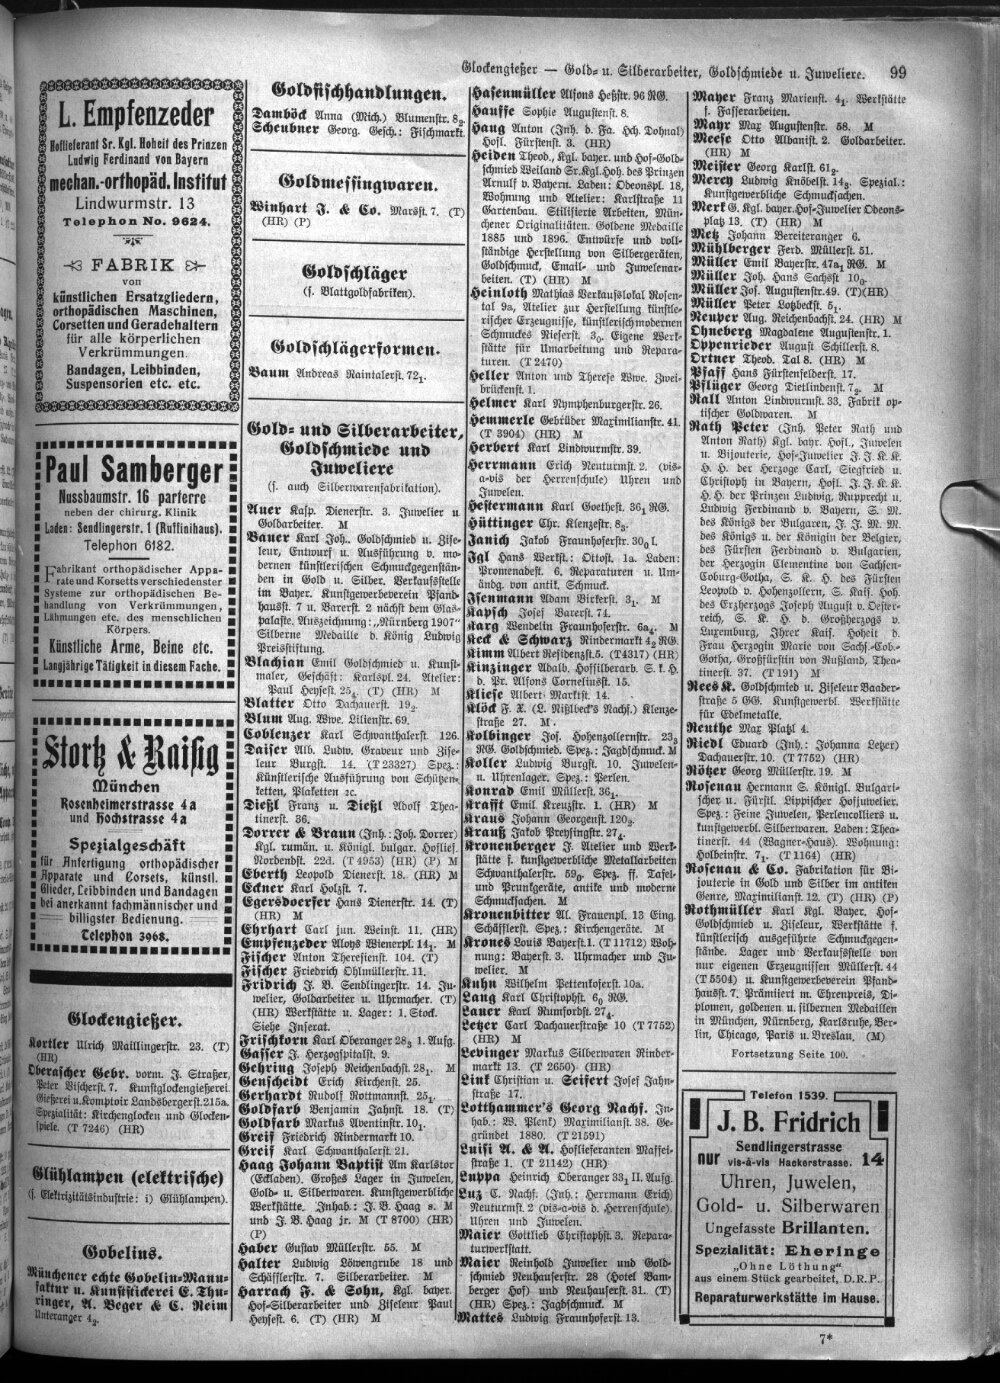 Glockengießer — Gold- u. Silberarbeiter, Goldschmiede u. Juweliere. 99
L. Empfenzeder
Hoflieferant Sr. Kgl. Hoheit des Prinzen
Ludwig Ferdinand von Bayern
mechan.-orthopäd. Institut
Lindwurmstr. 13
Telephon No. 9624.
FABRIK
von
künstlichen Ersatzgliedern,
orthopädischen Maschinen,
Corsetten und Geradehaltern
für alle körperlichen
Verkrümmungen.
Bandagen, Leibbinden,
Suspensorien etc. etc.
Paul Samberger
Nussbaumstr. 16 parterre
neben der chirurg. Klinik
Laden: Sendlingerstr. 1 (Ruffinihaus).
Telephon 6182.
Fabrikant orthopädischer Appa-
rate und Korsetts verschiedenster
Systeme zur orthopädischen Be-
handlung von Verkrümmungen,
Lähmungen etc. des menschlichen
Körpers.
Künstliche Arme, Beine etc.
Langjährige Tätigkeit in diesem Fache.
Stortz & Raisig
München
Rosenheimerstrasse 4a
und Hochstrasse 4a
Spezialgeschäft
für Anfertigung orthopädischer
Apparate und Corsets, künstl.
Glieder, Leibbinden und Bandagen
bei anerkannt fachmännischer und
billigster Bedienung.
Telephon 3968.
Glockengießer.
Kortler Ulrich Maillingerstr. 23. (T)
(HR)
Oberascher Gebr. vorm. J. Straßer,
Peter Vischerst. 7. Kunstglockengießerei.
Gießerei u. Komptoir Landsbergerst. 215a.
Spezialität: Kirchenglocken und Glocken-
speise. (T 7246) (HR)
Glühlampen (elektrische)
(s. Elektrizitätsindustrie: i) Glühlampen).
Gobelins.
Münchener echte Gobelin-Manu-
faktur u. Kunststickerei E. Thu-
ringer, A. Beger & C. Reim
Unteranger 4₂.
Goldfischhandlungen.
Damböck Anna (Mich.) Blumenstr. 8₂.
Scheubner Georg. Gesch.: Fischmarkt.
Goldmessingwaren.
Winhart J. & Co. Marsst. 7. (T)
(HR) (P)
Goldschläger
(s. Blattgoldfabriken).
Goldschlägerformen.
Baum Andreas Raintalerst. 72₁.
Gold- und Silberarbeiter,
Goldschmiede und
Juweliere
(s. auch Silberwarenfabrikation).
Auer Kasp. Dienerstr. 3. Juwelier u.
Goldarbeiter. M
Bauer Karl Joh., Goldschmied u. Zise-
leur, Entwurf u. Ausführung v. mo-
dernen künstlerischen Schmuckgegenstän-
den in Gold u. Silber. Verkaufsstelle
im Bayer. Kunstgewerbeverein Pfand-
hausst. 7 u. Barerst. 2 nächst dem Glas-
palaste. Auszeichnung: „Nürnberg 1907"
Silberne Medaille d. König Ludwig
Preisstiftung.
Blachian Emil Goldschmied u. Kunst-
maler, Geschäft: Karlspl. 24. Atelier:
Paul Heysest. 25₄. (T) (HR) M
Blatter Otto Dachauerst. 19₂.
Blum Aug. Wwe. Lilienstr. 69.
Coblenzer Karl Schwanthalerst. 126.
Daiser Alb. Ludw. Graveur und Zise-
leur Burgst. 14. (T 23327) Spez.:
Künstlerische Ausführung von Schützen-
ketten, Plaketten ꝛc.
Dießl Franz u. Dießl Adolf Thea-
tinerst. 36.
Dorrer & Braun (Inh.: Joh. Dorrer)
Kgl. rumän. u. königl. bulgar. Hoflief.
Nordendst. 22d. (T 4953) (HR) (P) M
Eberth Leopold Dienerst. 18. (HR) M
Eckner Karl Holzst. 7.
Egersdoerfer Hans Dienerstr. 14. (T)
(HR) M
Ehrhart Carl jun. Weinst. 11. (HR)
Empfenzeder Aloys Wienerpl. 14₁. M
Fischer Anton Theresienst. 104. (T)
Fischer Friedrich Ohlmüllerst. 11.
Fridrich J. B. Sendlingerstr. 14. Ju-
welier, Goldarbeiter u. Uhrmacher. (T)
(HR) Werkstätte u. Lager: 1. Stock.
Siehe Inserat.
Frischkorn Karl Oberanger 28₃ 1. Aufg.
Gasser J. Herzogspitalst. 9.
Gehring Joseph Reichenbachst. 28₁. M
Genscheidt Erich Kirchenst. 25.
Gerhardt Rudolf Rottmannst. 25₁.
Goldfarb Benjamin Jahnst. 18. (T)
Goldfarb Markus Aventinstr. 10₁.
Greif Friedrich Rindermarkt 10.
Greif Karl Schwanthalerst. 21.
Haag Johann Baptist Am Karlstor
(Eckladen). Großes Lager in Juwelen,
Gold- u. Silberwaren. Kunstgewerbliche
Werkstätte. Inhab.: J. B. Haag s. M
und J. B. Haag jr. M (T 8700) (HR)
(P)
Haber Gustav Müllerstr. 55. M
Halter Ludwig Löwengrube 18 und
Schäfflerstr. 7. Silberarbeiter. M
Harrach F. & Sohn, Kgl. bayer.
Hof-Silberarbeiter und Ziseleur Paul
Heysest. 6. (T) (HR) M
Hasenmüller Alfons Heßstr. 96 RG.
Hauffe Sophie Augustenst. 8.
Haug Anton (Inh. d. Fa. Hch. Dohnal)
Hofl. Fürstenst. 3. (HR)
Heiden Theod., Kgl. bayer. und Hof-Gold-
schmied Weiland Sr. Kgl. Hoh. des Prinzen
Arnulf v. Bayern. Laden: Odeonspl. 18,
Wohnung und Atelier: Karlstraße 11
Gartenbau. Stilisierte Arbeiten, Mün-
chener Originalitäten. Goldene Medaille
1885 und 1896. Entwürfe und voll-
ständige Herstellung von Silbergeräten,
Goldschmuck, Email- und Juwelenar-
beiten. (T) (HR) M
Heinloth Mathias Verkaufslokal Rosen-
tal 9a, Atelier zur Herstellung künstle-
rischer Erzeugnisse, künstlerisch modernen
Schmuckes Rieferst. 3₀. Eigene Werk-
stätte für Umarbeitung und Repara-
turen. (T 2470)
Heller Anton und Therese Wwe. Zwei-
brückenst. 1.
Helmer Karl Nymphenburgerstr. 26.
Hemmerle Gebrüder Maximilianstr. 41.
(T 3904) (HR) M
Herbert Karl Lindwurmstr. 39.
Herrmann Erich Neuturmst. 2 (vis-
a-vis der Herrenschule) Uhren und
Juwelen.
Hestermann Karl Goethest. 36₁ RG.
Hüttinger Chr. Klenzestr. 8₃.
Janich Jakob Fraunhoferstr. 30₀ l.
Igl Hans Werkst.: Ottost. 1a. Laden:
Promenadest. 6. Reparaturen u. Um-
ändg. von antik. Schmuck.
Isenmann Adam Birkerst. 3₁. M
Kapsch Josef Barerst. 74.
Karg Wendelin Fraunhoferstr. 6a₄. M
Keck & Schwarz Rindermarkt 4₂ RG.
Kimm Albert Residenzst. 5. (T 4317) (HR)
Kinzinger Adalb. Hofsilberarb. S. k. H.
d. Pr. Alfons Corneliusst. 15.
Kliese Albert Marktst. 14.
Klöck F. X. (L. Nißlbeck's Nachf.) Klenze-
straße 27. M
Kolbinger Jos. Hohenzollernstr. 23₃
RG. Goldschmied. Spez.: Jagdschmuck. M
Koller Ludwig Burgst. 10. Juwelen-
u. Uhrenlager. Spez.: Perlen.
Konrad Emil Müllerst. 36₁.
Krafft Emil Kreuzstr. 1. (HR) M
Kraus Johann Georgenst. 120₂.
Krauß Jakob Preysingstr. 27₄.
Kronenberger J. Atelier und Werk-
stätte f. kunstgewerbliche Metallarbeiten
Schwanthalerst. 59₀. Spez. ff. Tafel-
und Prunkgeräte, antike und moderne
Schmucksachen. M
Kronenbitter Al. Frauenpl. 13 Eing.
Schäfflerst. Spez.: Kirchengeräte. M
Krones Louis Bayerst. 1. (T 11712) Woh-
nung: Bayerst. 3. Uhrmacher und Ju-
welier. M
Kuhn Wilhelm Pettenkoferst. 10a.
Lang Karl Christophst. 6₀ RG.
Lauer Karl Rumfordst. 27₄.
Letzer Carl Dachauerstraße 10 (T 7752)
(HR) M
Levinger Markus Silberwaren Rinder-
markt 13. (T 2650) (HR)
Link Christian u. Seifert Josef Jahn-
straße 17.
Lotthammer's Georg Nachf. In-
hab.: W. Plenk) Maximilianst. 38. Ge-
gründet 1880. (T 21591)
Luisi A. & A. Hoflieferanten Maffei-
straße 1. (T 21142) (HR)
Luppa Heinrich Oberanger 33₁ II. Aufg.
Luz C. Nachf. (Inh.: Herrmann Erich)
Neuturmst. 2 (vis-a-vis d. Herrenschule).
Uhren und Juwelen.
Maier Gottlieb Christophst. 3. Repara-
turwerkstatt.
Maier Reinhold Juwelier und Gold-
schmied Neuhauserstr. 28 (Hotel Bam-
berger Hof) und Neuhauserst. 31. (T)
(HR) Spez.: Jagdschmuck. M
Mattes Ludwig Fraunhoferst. 13.
Mayer Franz Marienst. 4₁. Werkstätte
f. Fasserarbeiten.
Mayr Max Augustenstr. 58. M
Meese Otto Albanist. 2. Goldarbeiter.
(HR) M
Meister Georg Karlst. 61₂.
Mercy Ludwig Knöbelst. 14₃. Spezial.:
Kunstgewerbliche Schmucksachen.
Merk G. Kgl. bayer. Hof-Juwelier Odeons-
platz 13. (T) (HR) M
Metz Johann Bereiteranger 6.
Mühlberger Ferd. Müllerst. 51.
Müller Emil Bayerstr. 47a₁ RG. M
Müller Joh. Hans Sachsst 10₀.
Müller Jos. Augustenstr. 49. (T) (HR)
Müller Peter Lotzbeckst. 5₁.
Neuper Aug. Reichenbachst. 24. (HR) M
Ohneberg Magdalene Augustenstr. 1.
Oppenrieder August Schillerst. 8.
Ortner Theod. Tal 8. (HR) M
Pfaff Hans Fürstenfelderst. 17.
Pflüger Georg Dietlindenst. 7₂. M
Rall Anton Lindwurmst. 33. Fabrik op-
tischer Goldwaren. M
Rath Peter (Inh. Peter Rath und
Anton Rath) Kgl. bayr. Hofl., Juwelen
u. Bijouterie, Hof-Juwelier J. J. K. K.
H. H. der Herzoge Carl, Siegfried u.
Christoph in Bayern, Hofl. J. J. K. K.
H. H. der Prinzen Ludwig, Rupprecht u.
Ludwig Ferdinand v. Bayern, S. M.
des Königs der Bulgaren, J. J. M. M.
des Königs u. der Königin der Belgier,
des Fürsten Ferdinand v. Bulgarien,
der Herzogin Clementine von Sachsen-
Coburg-Gotha, S. K. H. des Fürsten
Leopold v. Hohenzollern, S. Kais. Hoh.
des Erzherzogs Joseph August v. Oester-
reich, S. K. H. d. Großherzogs v.
Luxemburg, Ihrer Kais. Hoheit d.
Frau Herzogin Marie von Sachs.-Cob.-
Gotha, Großfürstin von Rußland, Thea-
tinerst. 37. (T 191) M
Rees K. Goldschmied u. Ziseleur Baader-
straße 5 GG. Kunstgewerbl. Werkstätte
für Edelmetalle.
Reuthe Max Platzl 4.
Riedl Eduard (Inh.: Johanna Letzer)
Dachauerstr. 10. (T 7752) (HR)
Rötzer Georg Müllerstr. 19. M
Rosenau Hermann S. Königl. Bulgari-
scher u. Fürstl. Lippischer Hofjuwelier.
Spez.: Feine Juwelen, Perlencolliers u.
kunstgewerbl. Silberwaren. Laden: Thea-
tinerst. 44 (Wagner-Haus). Wohnung:
Holbeinstr. 7₁. (T 1164) (HR)
Rosenau & Co. Fabrikation für Bi-
jouterie in Gold und Silber im antiken
Genre, Maximilianst. 12. (T) (HR) (P)
Rothmüller Karl Kgl. Bayer. Hof-
Goldschmied u. Ziseleur, Werkstätte f.
künstlerisch ausgeführte Schmuckgegen-
stände. Lager und Verkaufsstelle von
nur eigenen Erzeugnissen Müllerst. 44
(T 5504) u. Kunstgewerbeverein Pfand-
hausst. 7. Prämiiert m. Ehrenpreis, Di-
plomen, goldenen u. silbernen Medaillen
in München, Nürnberg, Karlsruhe, Ber-
lin, Chicago, Paris u. Breslau. (M)
Fortsetzung Seite 100.
Telefon 1539.
J. B. Fridrich
Sendlingerstrasse
nur vis-à-vis Hackerstrasse. 14
Uhren, Juwelen,
Gold- u. Silberwaren
Ungefasste Brillanten.
Spezialität: Eheringe
„Ohne Löthung"
aus einem Stück gearbeitet, D.R.P.
Reparaturwerkstätte im Hause.
7*